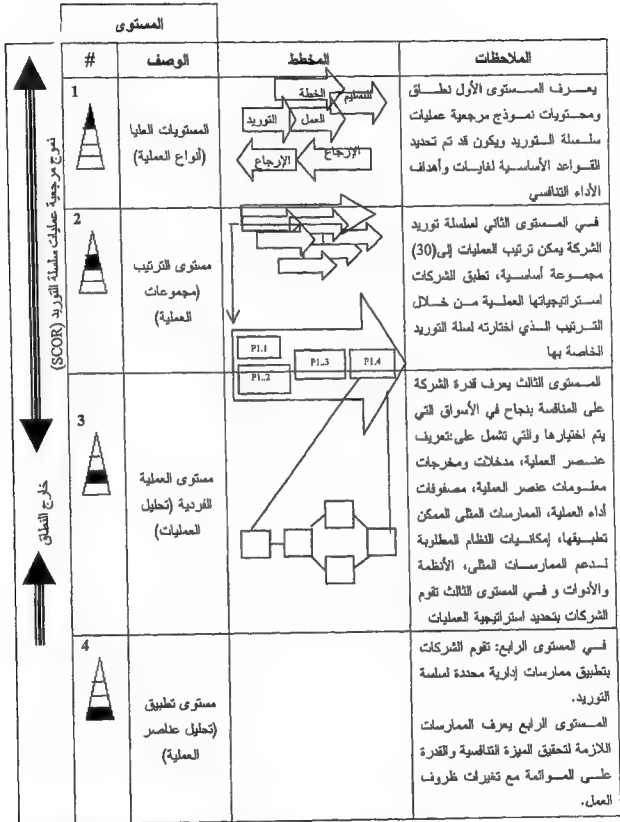 المستوى
#
الوصف
المخطط
الملاحظات
نموذج مرجعية عمليات سلسلة التوريد (SCOR)
خارج النطاق
1
المستويات العليا
(أنواع العملية)
الخطة
التسليم
التوريد
العمل
الإرجاع
الإرجاع
يعرف المستوى الأول نطاق
ومحتويات نموذج مرجعية عمليات
سلسلة التوريد ويكون قد تم تحديد
القواعد الأساسية لغايات وأهداف
الأداء التنافسي
2
مستوى الترتيب
(مجموعات
العملية)
P1.1
P1..2
P1..3
P1.4
في المستوى الثاني لسلسلة توريد
الشركة يمكن ترتيب العمليات إلى(30)
مجموعة أساسية، تطبق الشركات
استراتيجياتها العملية من خلال
الترتيب الذي اختارته لسلة التوريد
الخاصة بها
3
مستوى العملية
الفردية (تحليل
العمليات)
المستوى الثالث يعرف قدرة الشركة
على المنافسة بنجاح في الأسواق التي
يتم اختيارها والتي تشمل على:تعريف
عنصر العملية، مدخلات ومخرجات
معلومات عنصر العملية، مصفوفات
أداء العملية، الممارسات المثلى الممكن
تطبيقها، إمكانيات النظام المطلوبة
لدعم الممارسات المثلى، الأنظمة
والأدوات و في المستوى الثالث تقوم
الشركات بتحديد استراتيجية العمليات
4
مستوى تطبيق
(تحليل عناصر
العملية)
في المستوى الرابع: تقوم الشركات
بتطبيق ممارسات إدارية محددة لسلسة
التوريد.
المستوى الرابع يعرف الممارسات
اللازمة لتحقيق الميزة التنافسية والقدرة
على الموائمة مع تغيرات ظروف
العمل.